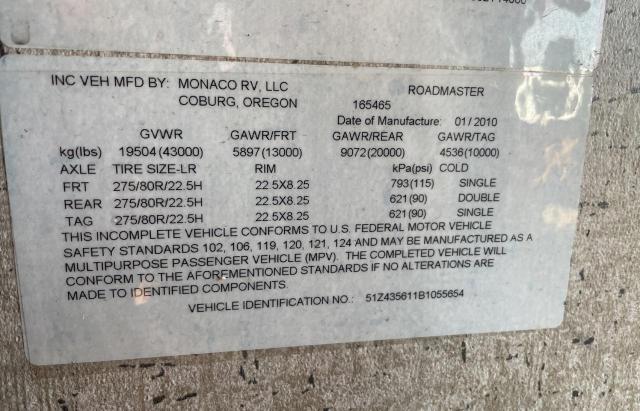 INC VEH MFD BY: MONACO RV, LLC ROADMASTER
COBURG, OREGON 165465
Date of Manufacture: 01/2010
GVWR GAWR/FRT GAWR/REAR GAWR/TAG
kg(lbs) 19504(43000) 5897(13000) 9072(20000) 4536(10000)
AXLE TIRE SIZE-LR RIM kPa(psi) COLD
FRT 275/80R/22.5H 22.5X8.25 793(115) SINGLE
REAR 275/80R/22.5H 22.5X8.25 621(90) DOUBLE
TAG 275/80R/22.5H 22.5X8.25 621(90) SINGLE
THIS INCOMPLETE VEHICLE CONFORMS TO U.S. FEDERAL MOTOR VEHICLE
SAFETY STANDARDS 102, 106, 119, 120, 121, 124 AND MAY BE MANUFACTURED AS A
MULTIPURPOSE PASSENGER VEHICLE (MPV). THE COMPLETED VEHICLE WILL
CONFORM TO THE AFOREMENTIONED STANDARDS IF NO ALTERATIONS ARE
MADE TO IDENTIFIED COMPONENTS.
VEHICLE IDENTIFICATION NO.: 51Z435611B1055654